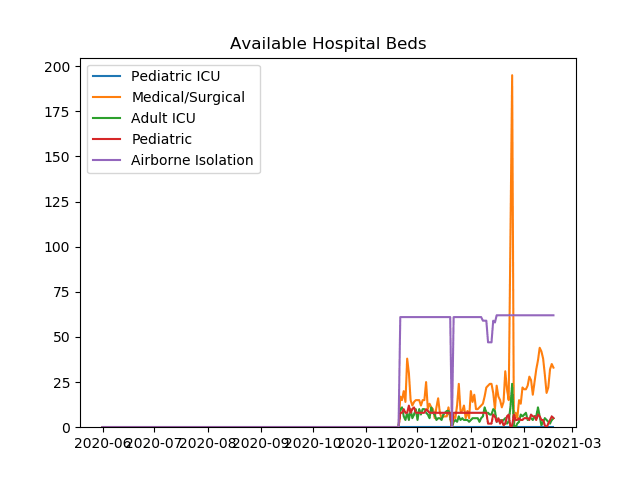 Available Hospital Beds
Pediatric ICU
Medical/Surgical
Adult ICU
Pediatric
Airborne Isolation
200
175
150
125
100
75
50
25
0
2020-06 2020-07 2020-08 2020-09 2020-10 2020-11 2020-12 2021-01 2021-02 2021-03